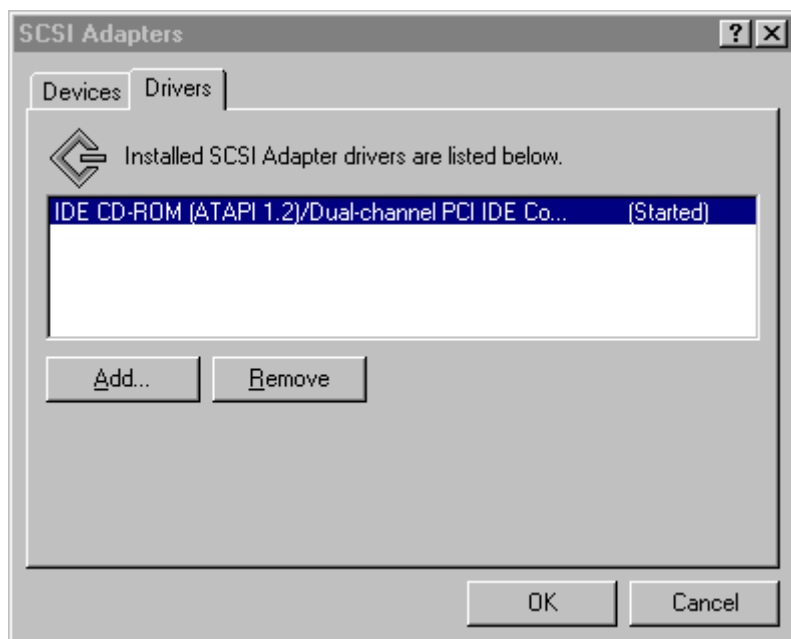 SCSI Adapters
Devices Drivers
Installed SCSI Adapter drivers are listed below.
IDE CD-ROM (ATAPI 1.2)/Dual-channel PCI IDE Co... (Started)
Add... Remove
OK Cancel